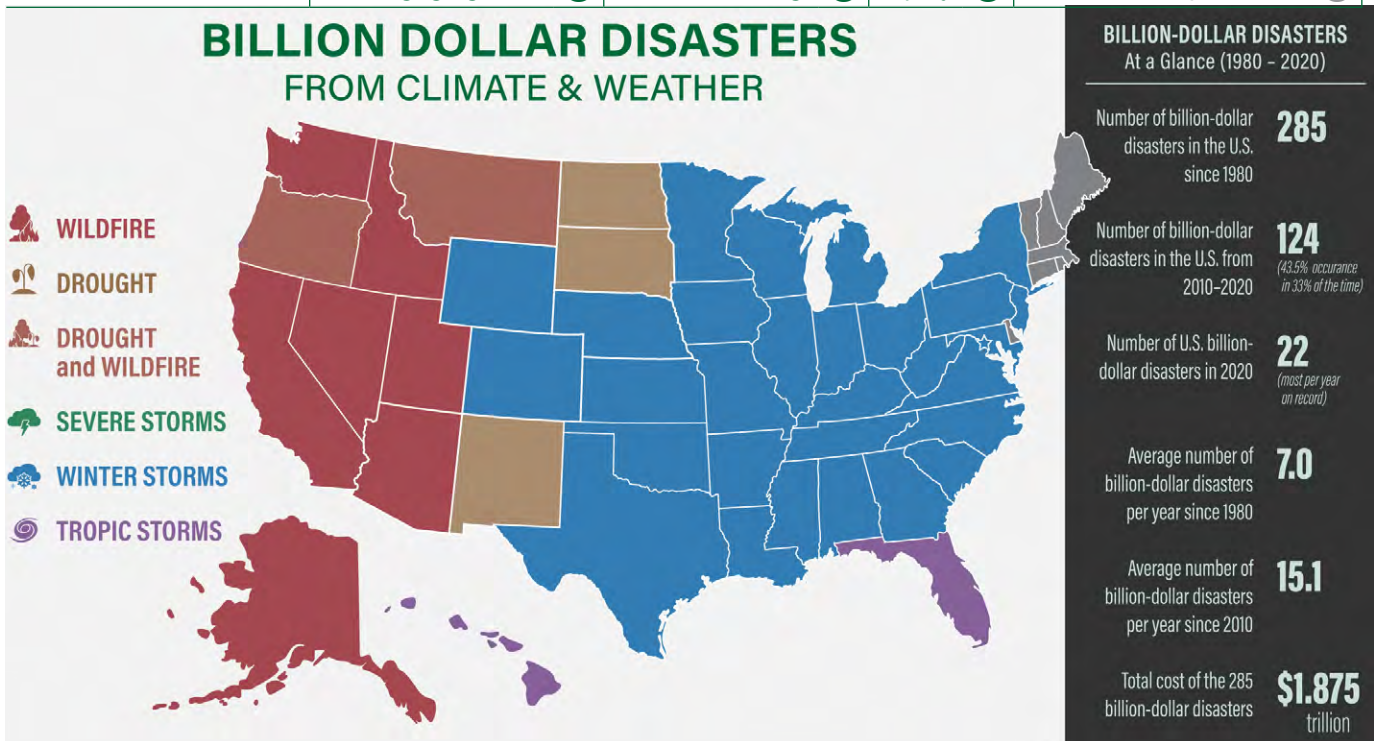 BILLION DOLLAR DISASTERS
FROM CLIMATE & WEATHER
WILDFIRE
DROUGHT
DROUGHT
and WILDFIRE
SEVERE STORMS
WINTER STORMS
TROPIC STORMS
BILLION-DOLLAR DISASTERS
At a Glance (1980 – 2020)
Number of billion-dollar
disasters in the U.S.
since 1980
285
Number of billion-dollar
disasters in the U.S. from
2010–2020
124
(43.5% occurance
in 33% of the time)
Number of U.S. billion-
dollar disasters in 2020
22
(most per year
on record)
Average number of
billion-dollar disasters
per year since 1980
7.0
Average number of
billion-dollar disasters
per year since 2010
15.1
Total cost of the 285
billion-dollar disasters
$1.875
trillion